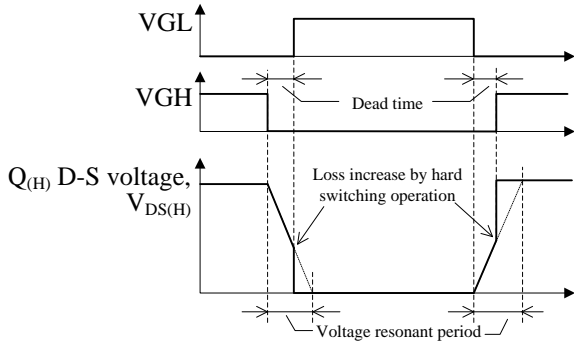 VGL
VGH
Dead time
Q(H) D-S voltage,
VDS(H)
Loss increase by hard
switching operation
Voltage resonant period